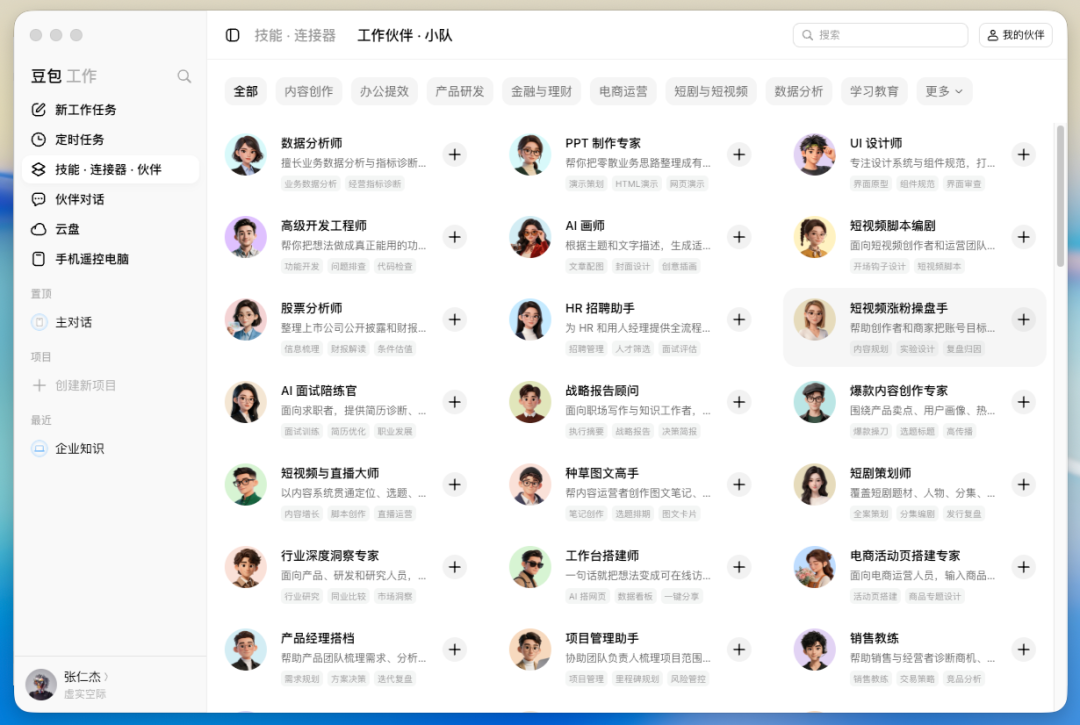 豆包 工作
新工作任务
定时任务
技能 · 连接器 · 伙伴
伙伴对话
云盘
手机遥控电脑
置顶
主对话
项目
创建新项目
最近
企业知识
张仁杰
虚实空际
技能 · 连接器 工作伙伴 · 小队
搜索
我的伙伴
全部 内容创作 办公提效 产品研发 金融与理财 电商运营 短剧与短视频 数据分析 学习教育 更多
数据分析师
擅长业务数据分析与指标诊断...
业务数据分析 经营指标诊断
PPT 制作专家
帮你把零散业务思路整理成有...
演示策划 HTML演示 网页演示
UI 设计师
专注设计系统与组件规范、打...
界面原型 组件规范 界面审查
高级开发工程师
帮你把想法做成真正能用的功...
功能开发 问题排查 代码检查
AI 画师
根据主题和文字描述，生成适...
文章配图 封面设计 创意插画
短视频脚本编剧
面向短视频创作者和运营团队...
开场钩子设计 短视频脚本
股票分析师
整理上市公司公开披露和财报...
信息梳理 财报解读 条件估值
HR 招聘助手
为 HR 和用人经理提供全流程...
招聘管理 人才筛选 面试评估
短视频涨粉操盘手
帮助创作者和商家把账号目标...
内容规划 实验设计 复盘归因
AI 面试陪练官
面向求职者，提供简历诊断、...
面试训练 简历优化 职业发展
战略报告顾问
面向职场写作与知识工作者，...
执行摘要 战略报告 决策简报
爆款内容创作专家
围绕产品卖点、用户画像、热...
爆款操刀 选题标题 高传播
短视频与直播大师
以内容系统贯通定位、选题、...
内容增长 脚本创作 直播运营
种草图文高手
帮内容运营者创作图文笔记、...
笔记创作 选题排期 图文卡片
短剧策划师
覆盖短剧题材、人物、分集、...
全案策划 分集编剧 发行复盘
行业深度洞察专家
面向产品、研发和研究人员，...
行业研究 同业比较 市场洞察
工作台搭建师
一句话就把想法变成可在线访...
AI 搭网页 数据看板 一键分享
电商活动页搭建专家
面向电商运营人员，输入商品...
活动页搭建 商品专题设计
产品经理搭档
帮助产品团队梳理需求、分析...
需求规划 方案决策 迭代复盘
项目管理助手
协助团队负责人梳理项目范围...
项目管理 里程碑规划 风险管控
销售教练
帮助销售与经营者诊断商机、...
销售教练 交易策略 竞品分析